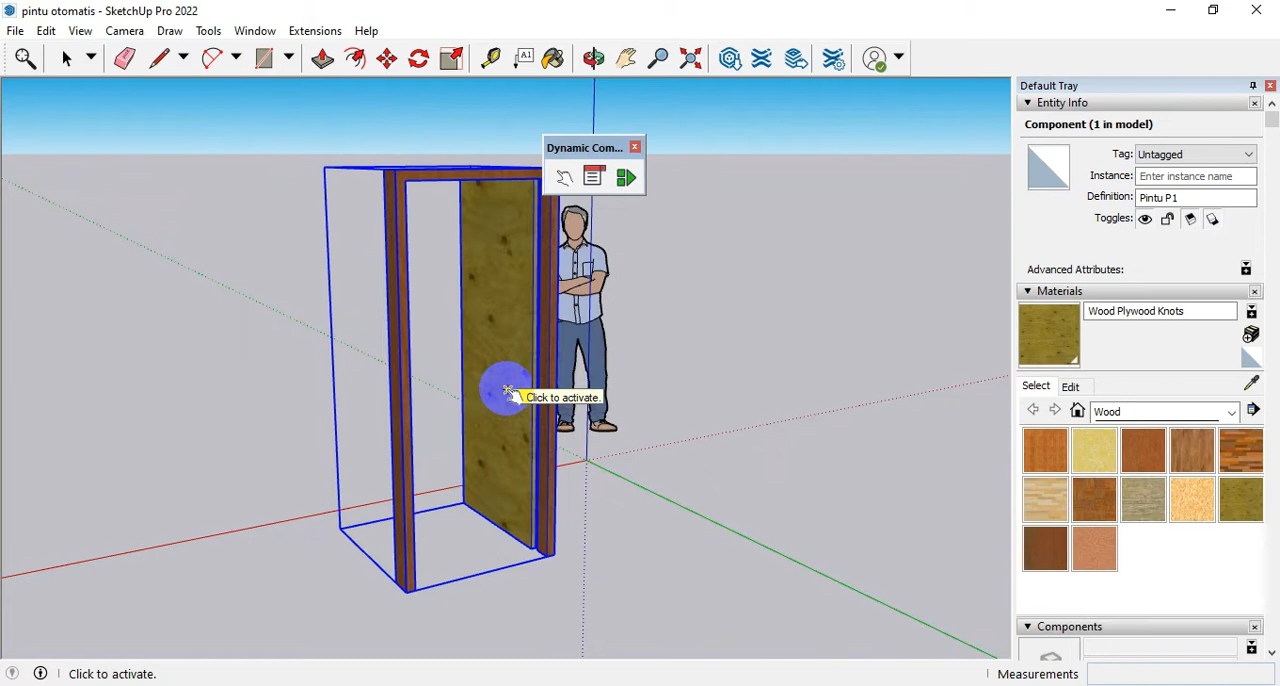 pintu otomatis - SketchUp Pro 2022
File Edit View Camera Draw Tools Window Extensions Help
A1
Default Tray
Entity Info
Component (1 in model)
Tag: Untagged
Instance: Enter instance name
Definition: Pintu P1
Toggles:
Advanced Attributes:
Materials
Wood Plywood Knots
Select Edit
Wood
Components
Dynamic Com...
Click to activate.
Click to activate.
Measurements